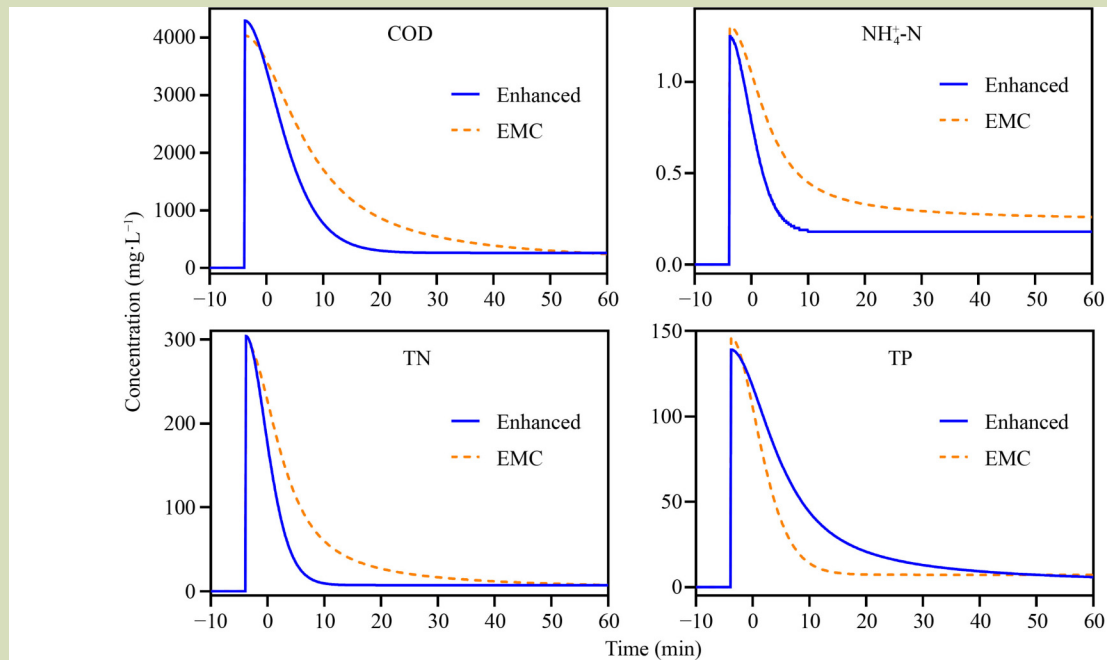 Concentration (mg·L⁻¹)
COD
Enhanced
EMC
4000
3000
2000
1000
0
−10 0 10 20 30 40 50 60
NH₄⁺-N
Enhanced
EMC
1.0
0.5
0.0
−10 0 10 20 30 40 50 60
TN
Enhanced
EMC
300
200
100
0
−10 0 10 20 30 40 50 60
TP
Enhanced
EMC
150
100
50
0
−10 0 10 20 30 40 50 60
Time (min)